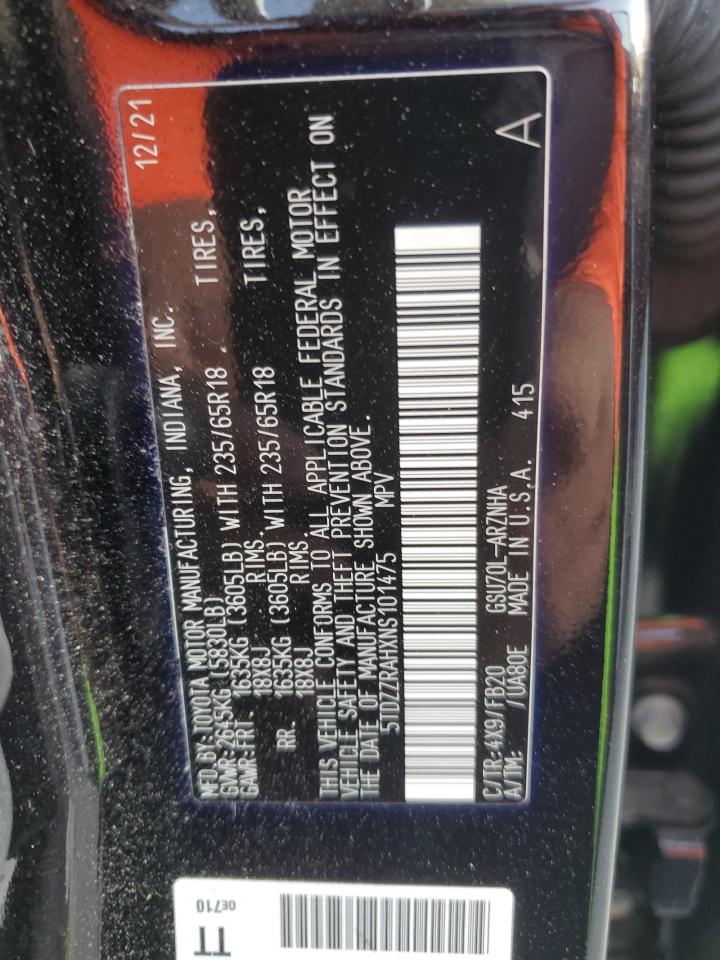 MFD.BY:TOYOTA MOTOR MANUFACTURING, INDIANA, INC. 12/21
GVWR:2645KG (5830LB)
GAWR:FRT. 1635KG (3605LB) WITH 235/65R18 . TIRES,
18X8J RIMS.
RR. 1635KG (3605LB) WITH 235/65R18 TIRES,
18X8J RIMS.
THIS VEHICLE CONFORMS TO ALL APPLICABLE FEDERAL MOTOR
VEHICLE SAFETY AND THEFT PREVENTION STANDARDS IN EFFECT ON
THE DATE OF MANUFACTURE SHOWN ABOVE.
5TDZZRAHXNS101475 MPV
A
C/TR:4X9/FB20 GSU70L-ARZNHA
A/TM: /UA80E MADE IN U.S.A. 415
TT
0E710